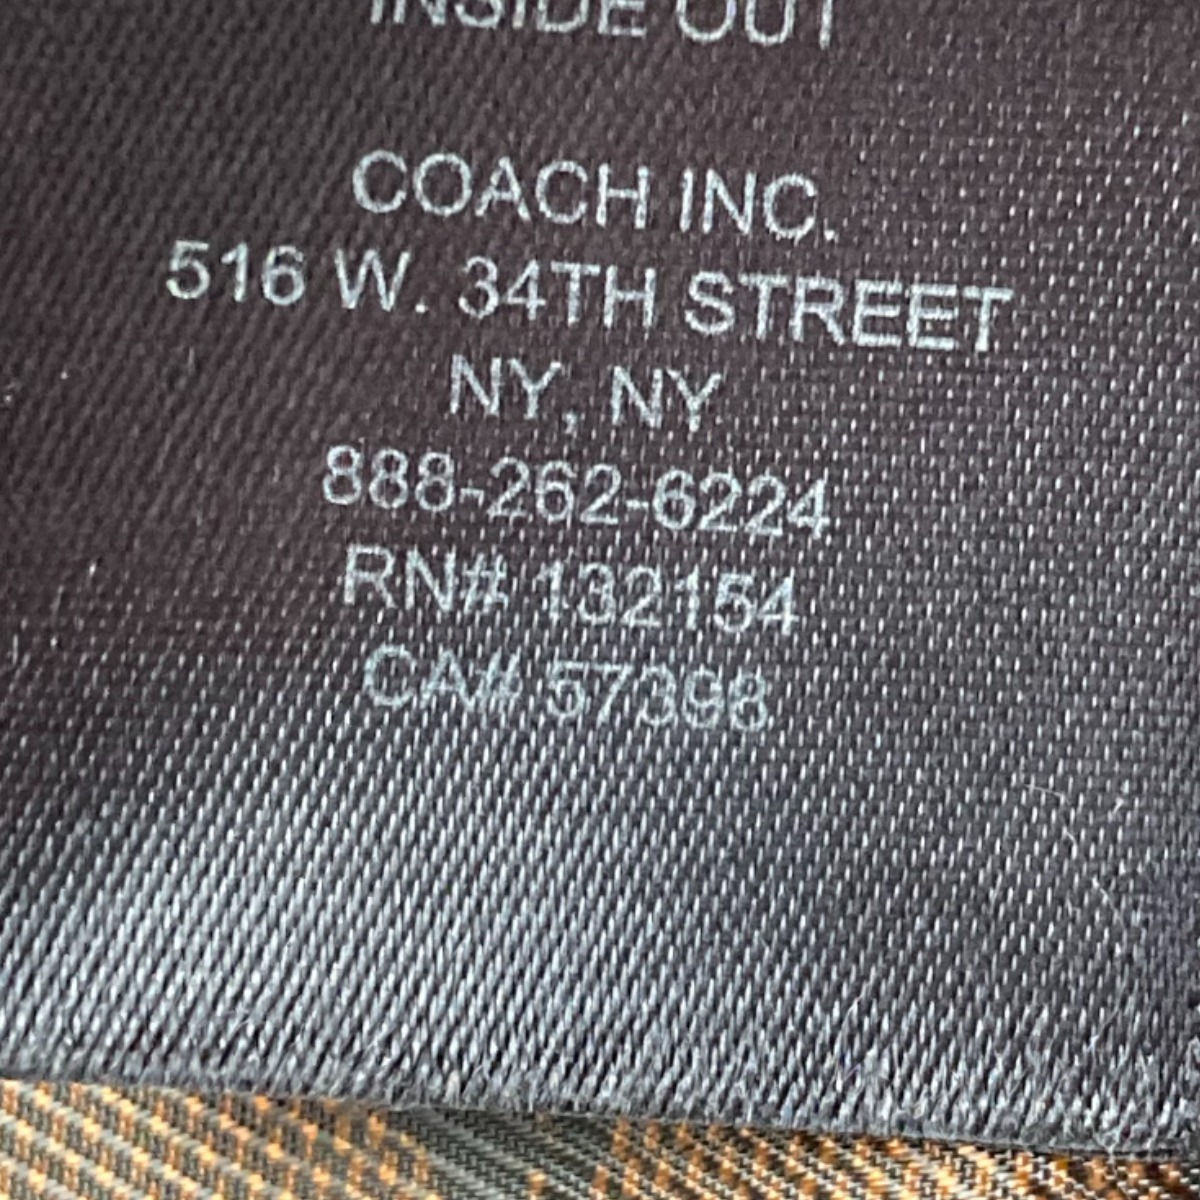 INSIDE OUT
COACH INC.
516 W. 34TH STREET
NY, NY
888-262-6224
RN# 132154
CA# 57398